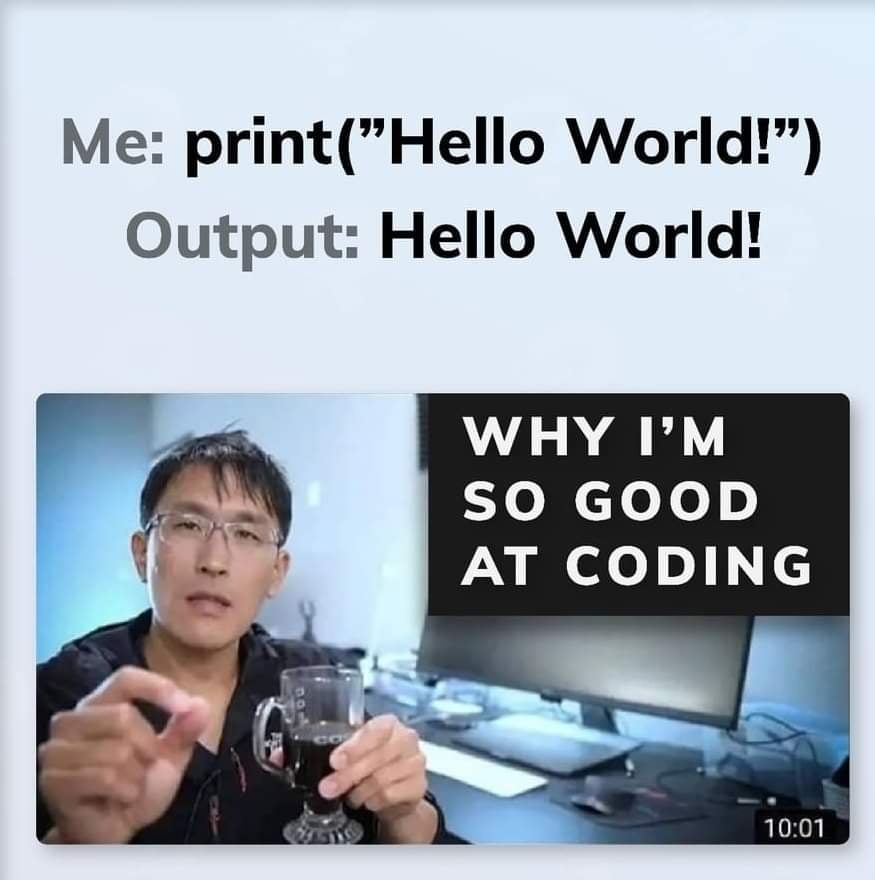 Me: print(”Hello World!”)
Output: Hello World!
WHY I’M
SO GOOD
AT CODING
10:01